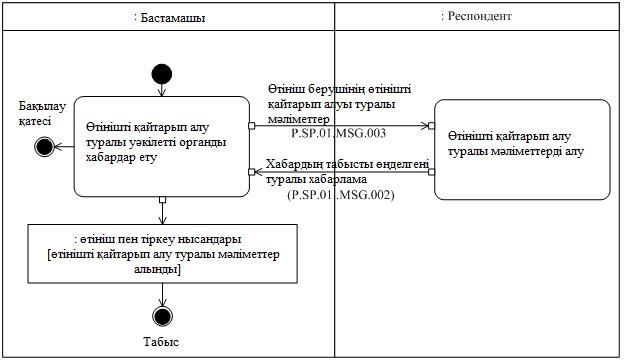 : Бастамашы
: Респондент
Өтініш берушінің өтінішті
қайтарып алуы туралы
мәліметтер
P.SP.01.MSG.003
Бақылау
қатесі
Өтінішті қайтарып алу
туралы уәкілетті органды
хабардар ету
Өтінішті қайтарып алу
туралы мәліметтерді алу
Хабардың табысты өңделгені
туралы хабарлама
(P.SP.01.MSG.002)
: өтініш пен тіркеу нысандары
[өтінішті қайтарып алу туралы мәліметтер
алынды]
Табыс